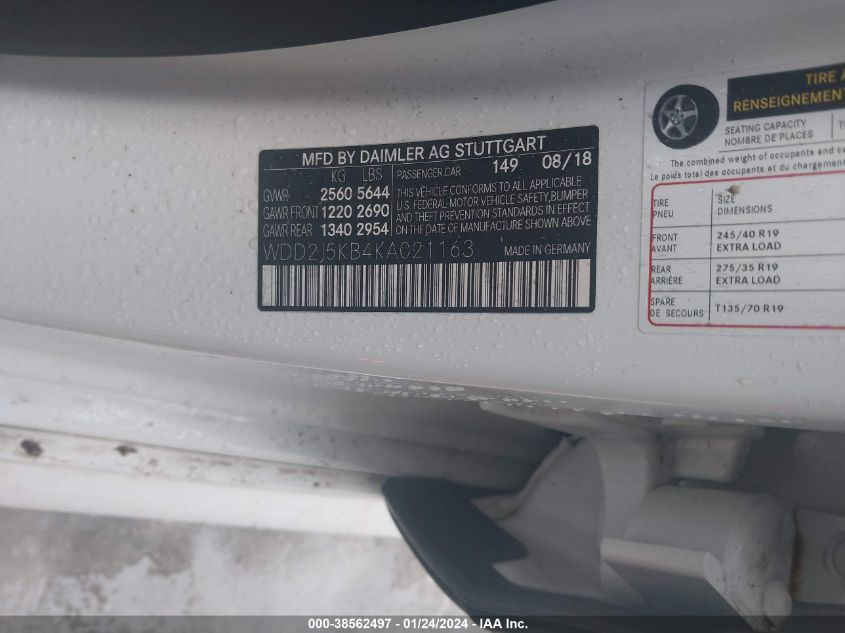 MFD BY DAIMLER AG STUTTGART
KG LBS PASSENGER CAR 149 08/18
GVWR 2560 5644 THIS VEHICLE CONFORMS TO ALL APPLICABLE
U.S. FEDERAL MOTOR VEHICLE SAFETY, BUMPER
GAWR FRONT 1220 2690 AND THEFT PREVENTION STANDARDS IN EFFECT
GAWR REAR 1340 2954 ON THE DATE OF MANUFACTURE SHOWN ABOVE.
WDD2J5KB4KA021163 MADE IN GERMANY
TIRE
RENSEIGNEMENT
SEATING CAPACITY
NOMBRE DE PLACES
The combined weight of occupants and
Le poids total des occupants et du chargement
TIRE SIZE
PNEU DIMENSIONS
FRONT 245/40 R19
AVANT EXTRA LOAD
REAR 275/35 R19
ARRIÈRE EXTRA LOAD
SPARE T135/70 R19
DE SECOURS
000-38562497 - 01/24/2024 - IAA Inc.